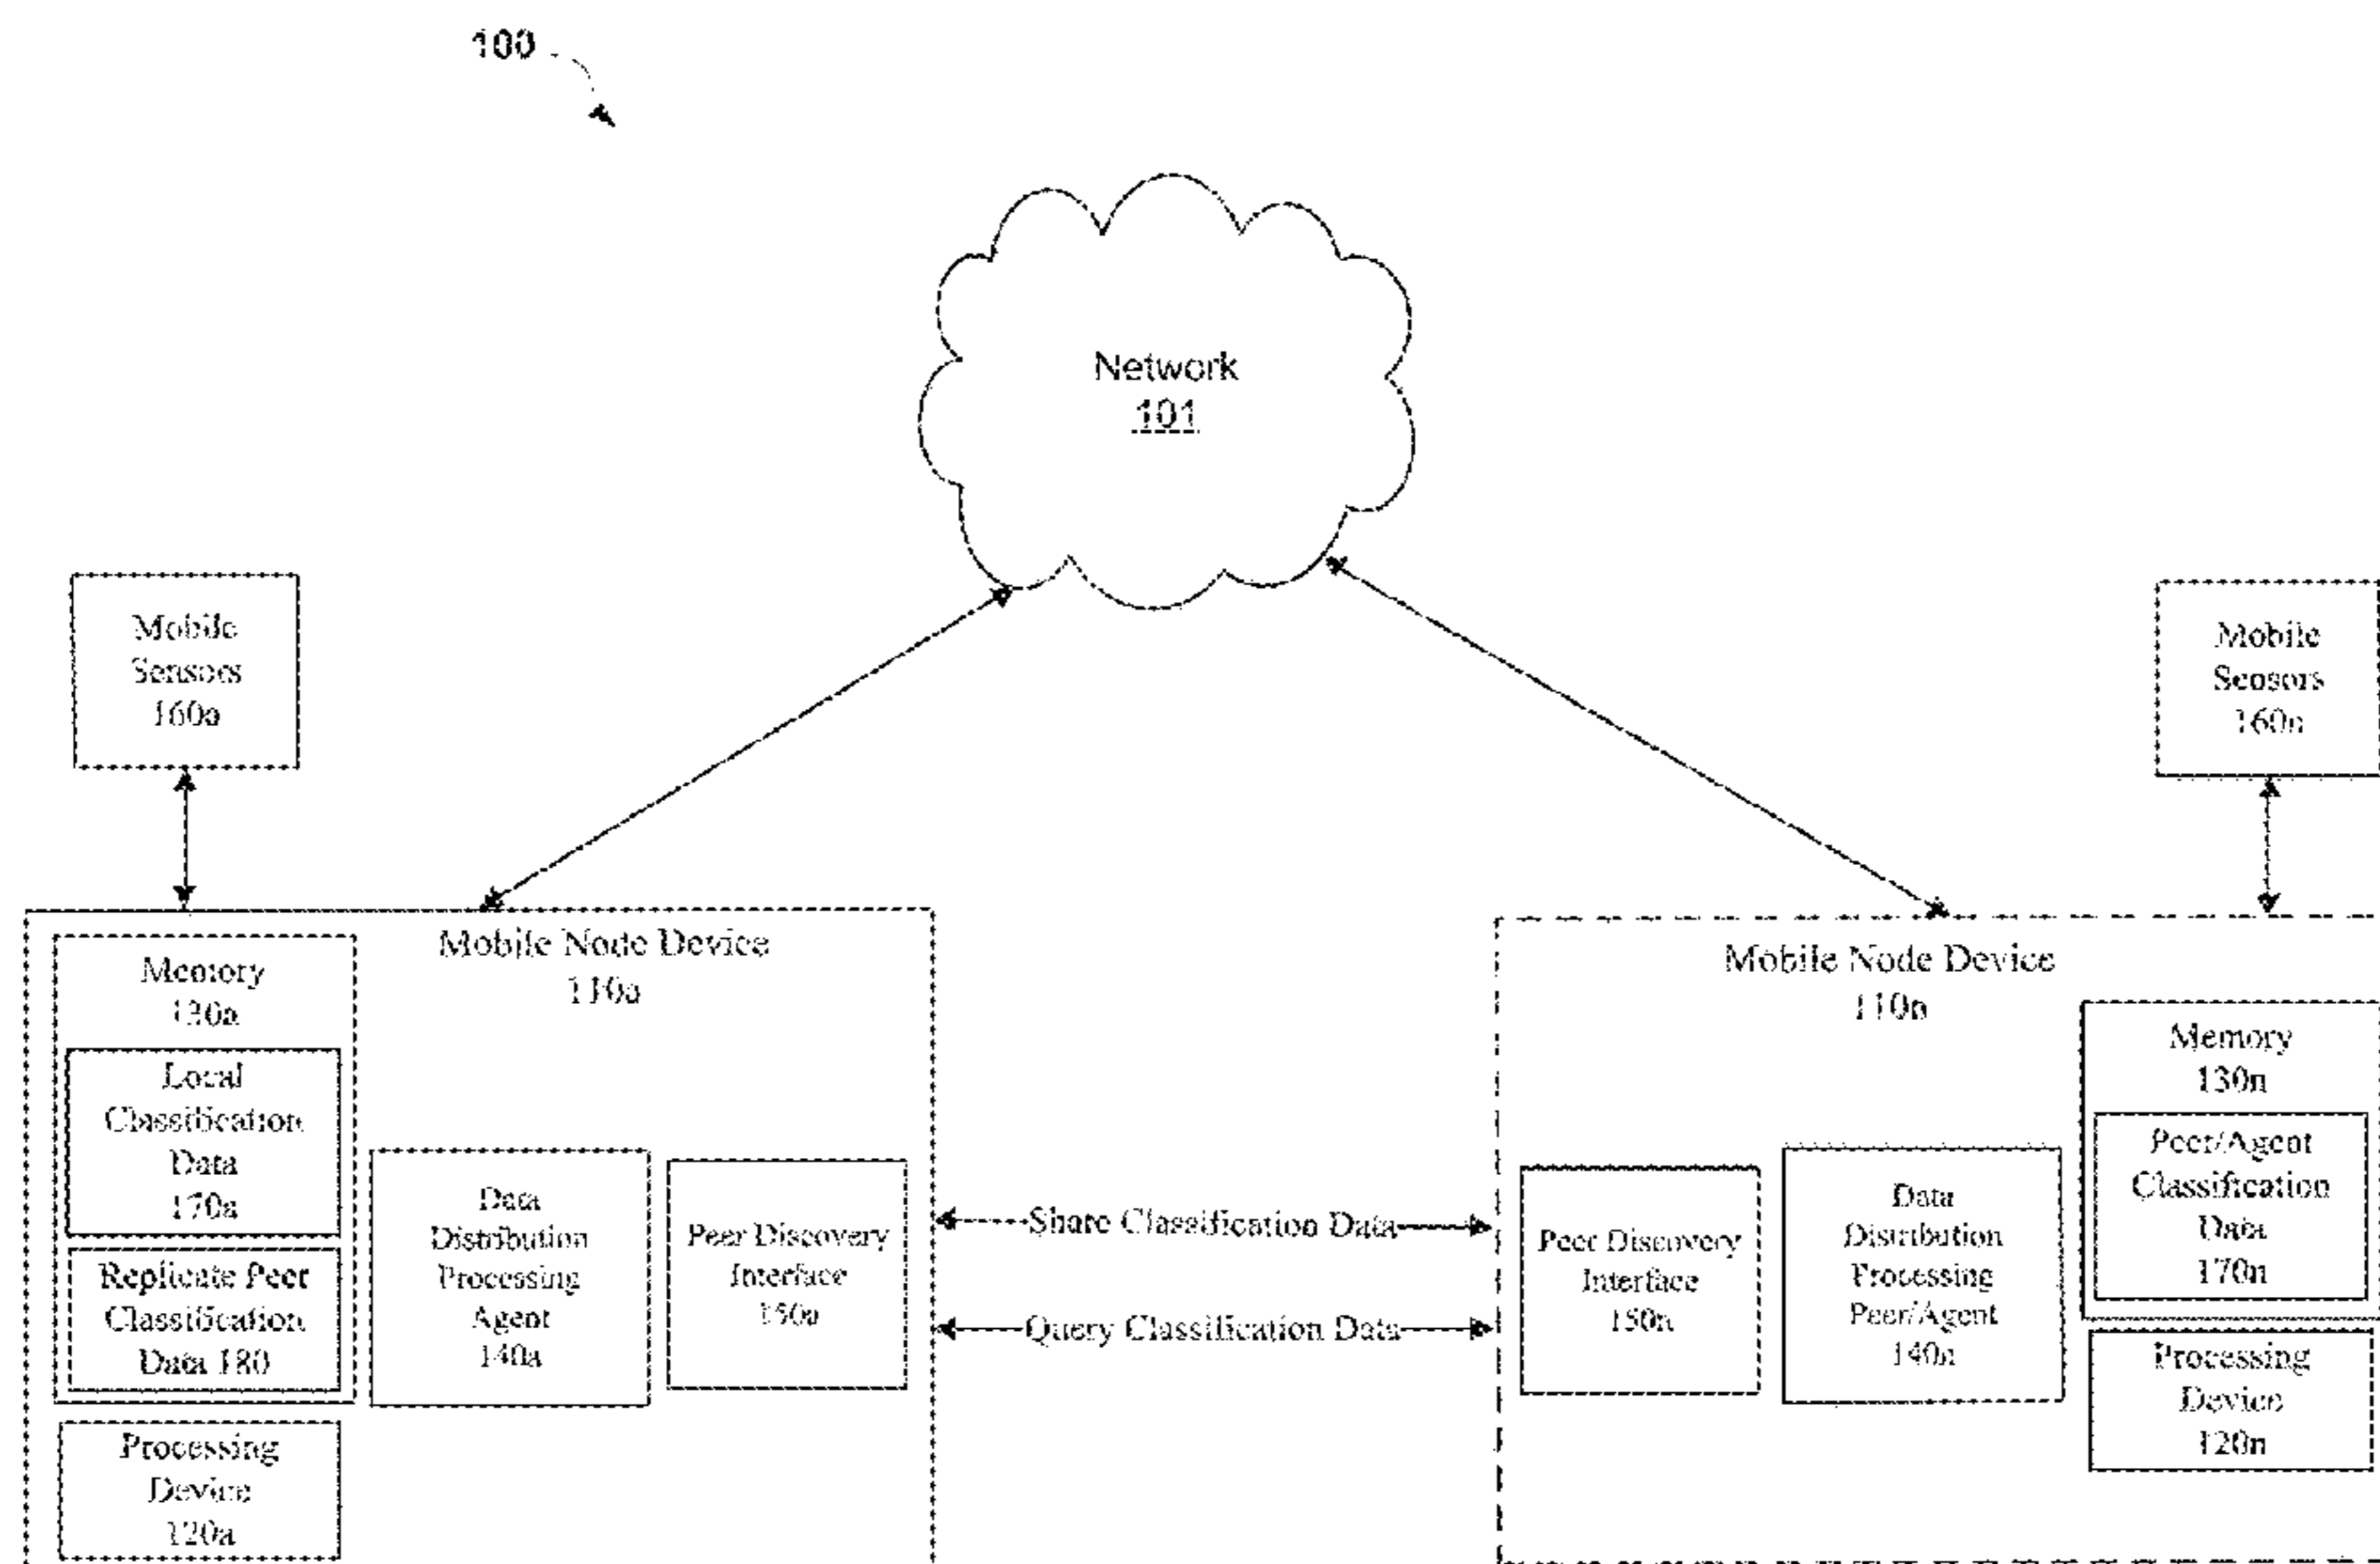 100
Network
101
Mobile
Sensors
160a
Mobile
Sensors
160n
Mobile Node Device
110a
Memory
130a
Local
Classification
Data
170a
Replicate Peer
Classification
Data 180
Processing
Device
120a
Data
Distribution
Processing
Agent
140a
Peer Discovery
Interface
150a
Share Classification Data
Query Classification Data
Mobile Node Device
110n
Peer Discovery
Interface
150n
Data
Distribution
Processing
Peer/Agent
140n
Memory
130n
Peer/Agent
Classification
Data
170n
Processing
Device
120n